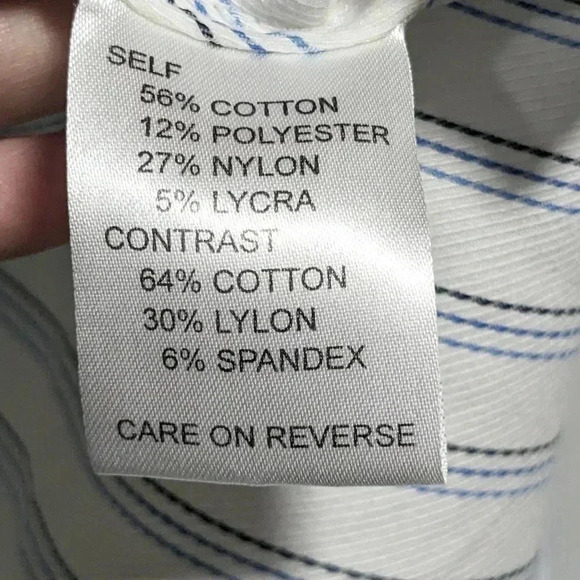 SELF
56% COTTON
12% POLYESTER
27% NYLON
5% LYCRA
CONTRAST
64% COTTON
30% LYLON
6% SPANDEX
CARE ON REVERSE